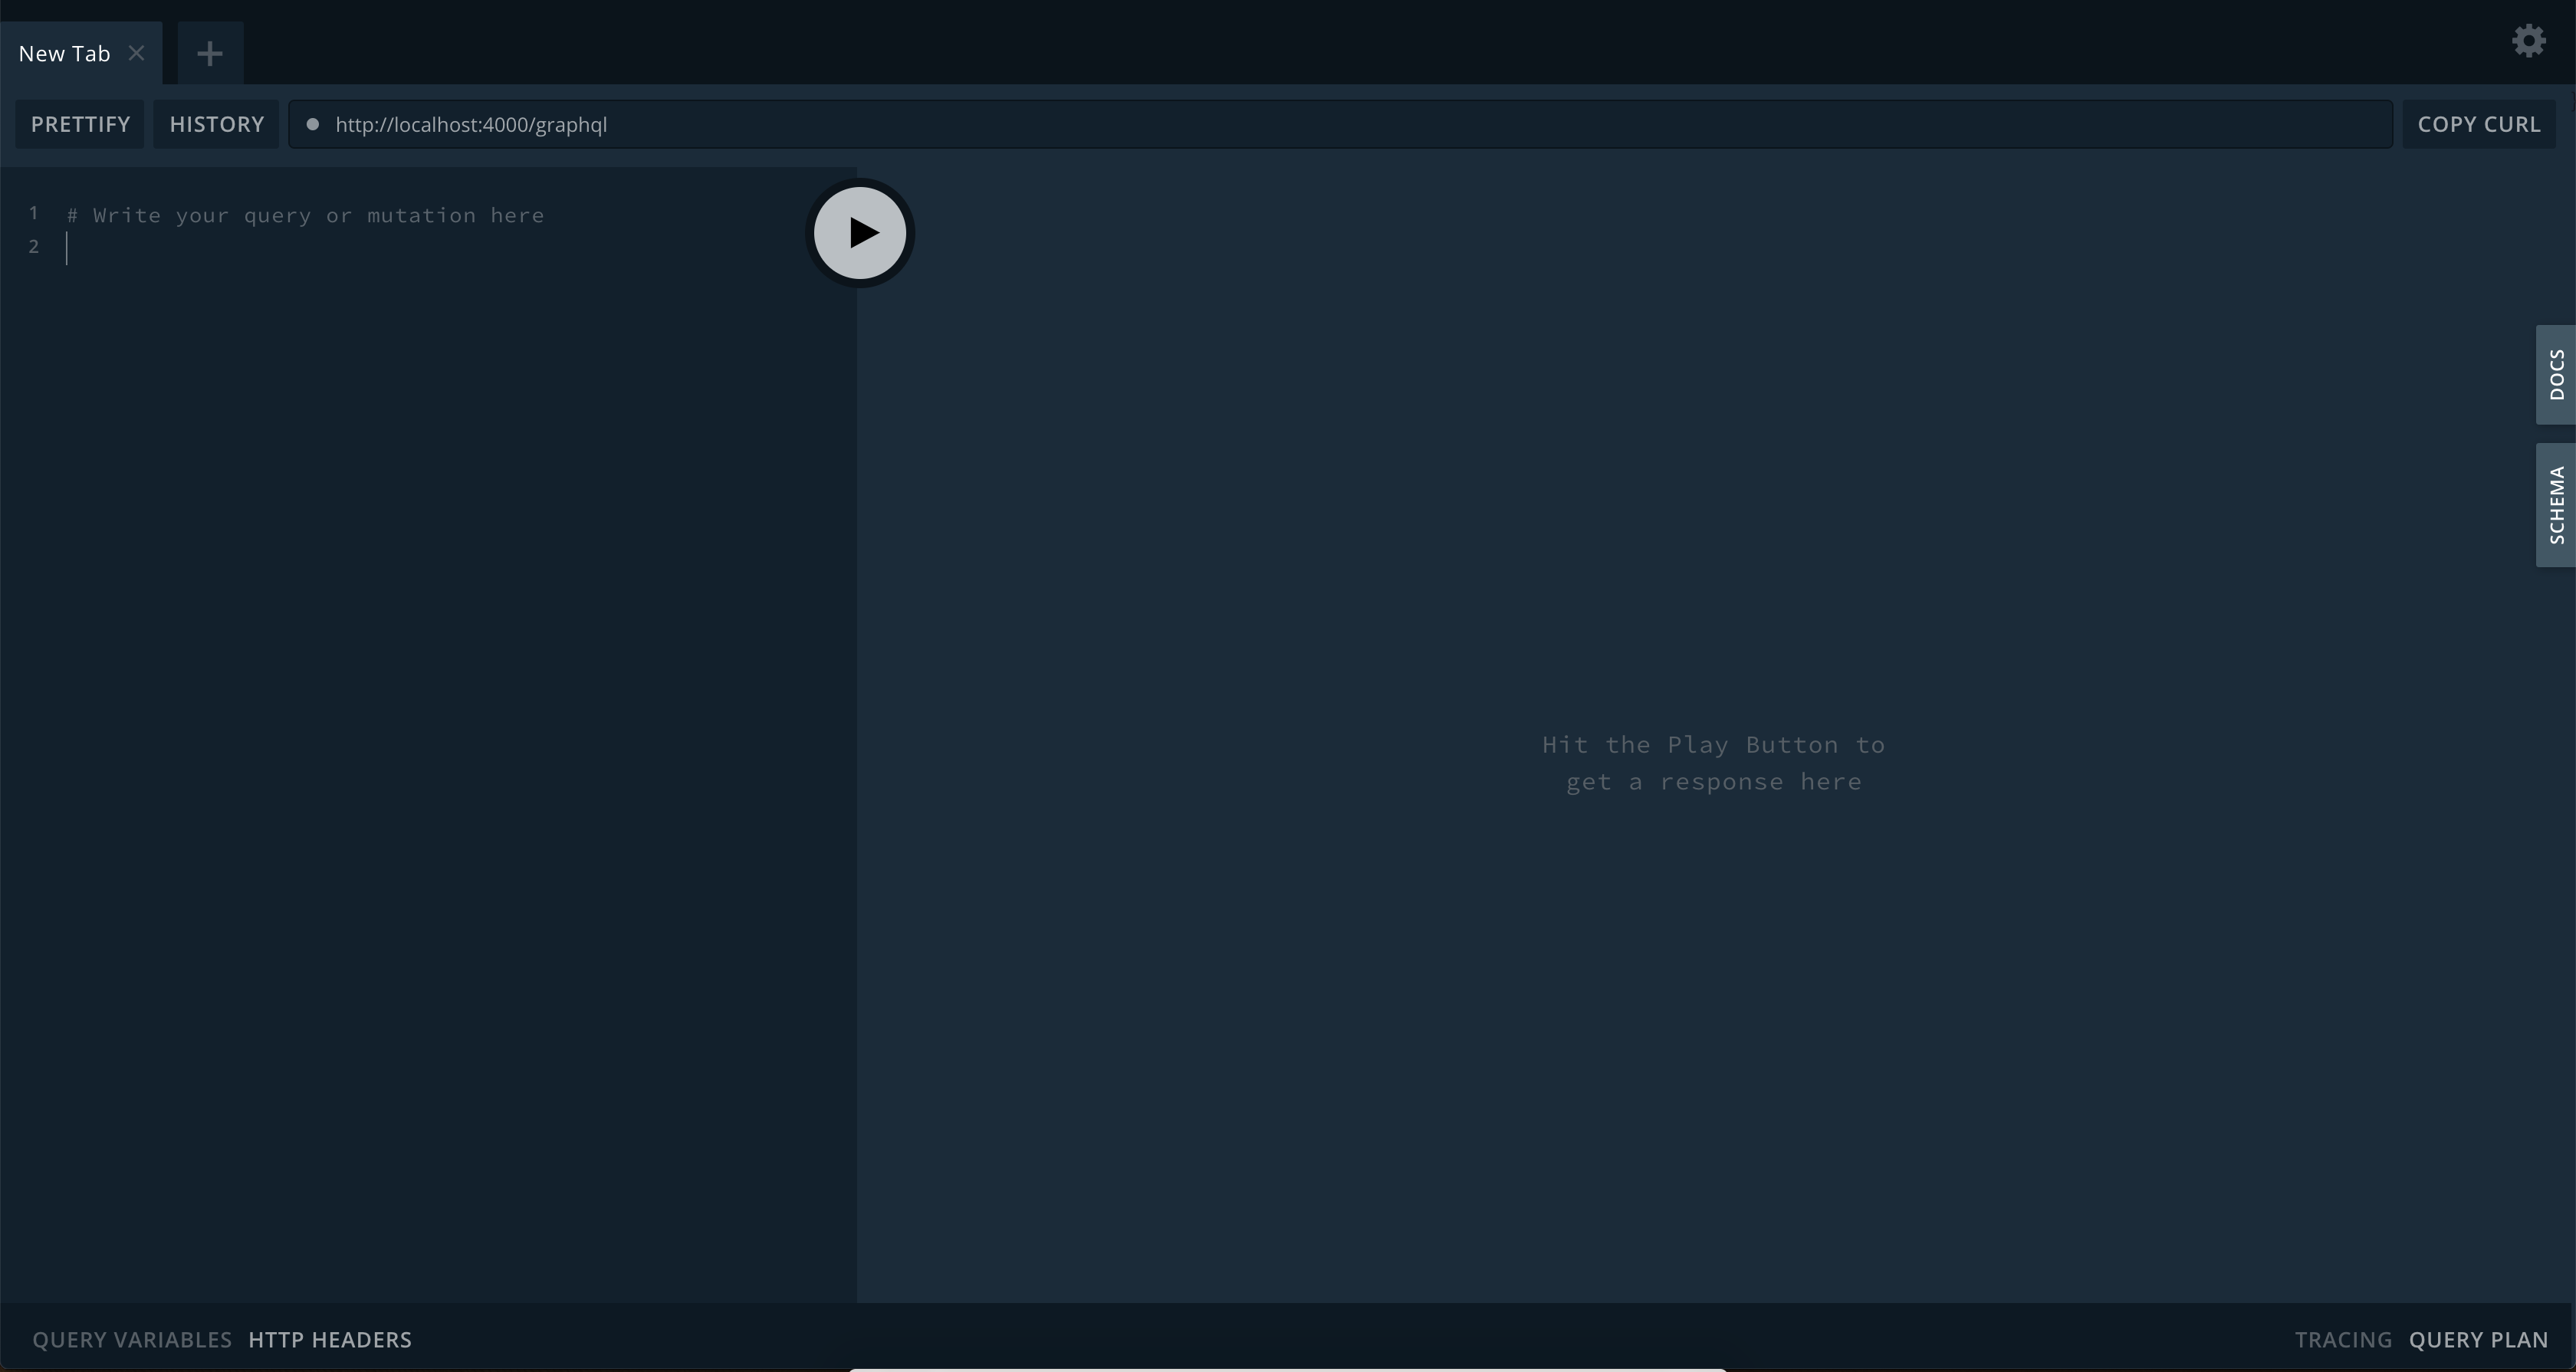 New Tab
PRETTIFY HISTORY http://localhost:4000/graphql COPY CURL
1 # Write your query or mutation here
2
DOCS
SCHEMA
Hit the Play Button to
get a response here
QUERY VARIABLES HTTP HEADERS TRACING QUERY PLAN